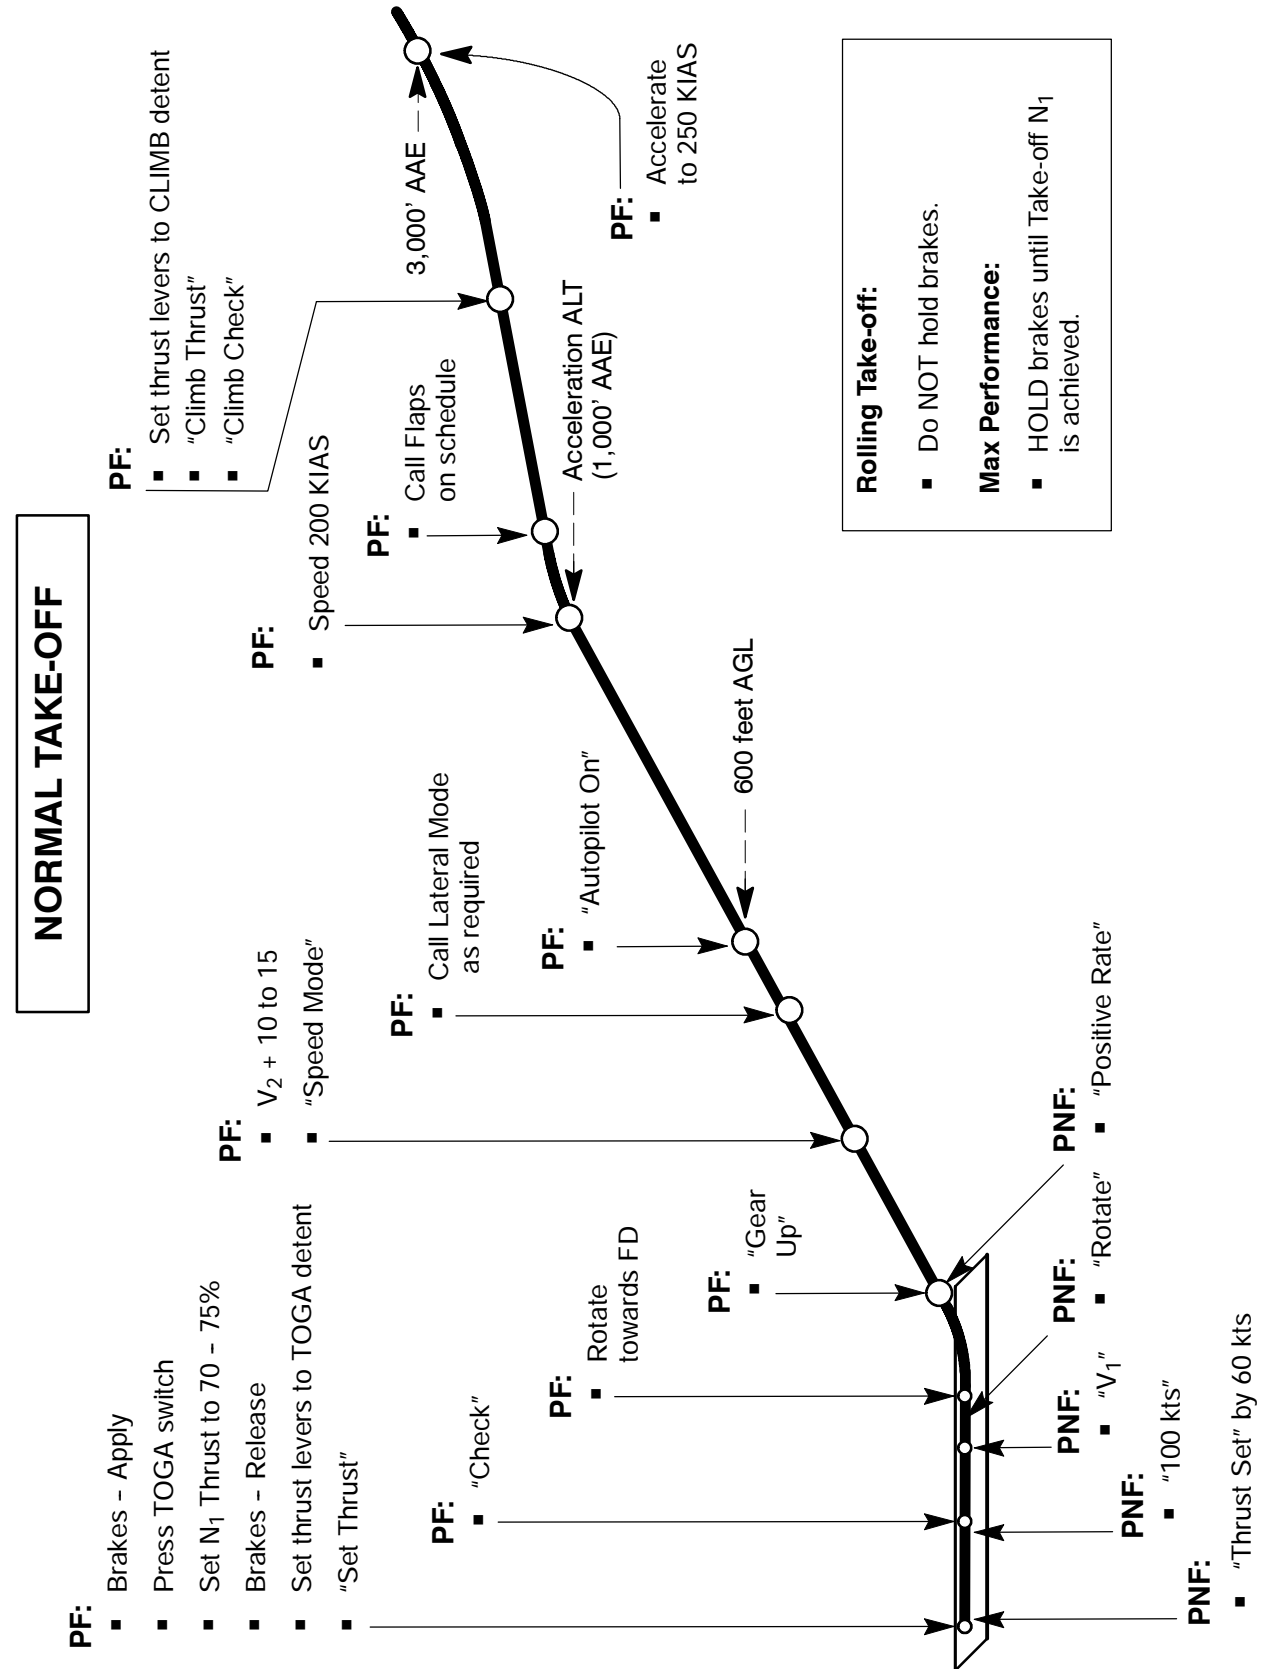 NORMAL TAKE-OFF
PF:
▪ Brakes – Apply
▪ Press TOGA switch
▪ Set N1 Thrust to 70 – 75%
▪ Brakes – Release
▪ Set thrust levers to TOGA detent
▪ “Set Thrust”
PF:
▪ “Check”
PF:
▪ Rotate
towards FD
PF:
▪ “Gear
Up”
PF:
▪ V2 + 10 to 15
▪ “Speed Mode”
PF:
▪ Call Lateral Mode
as required
PF:
▪ “Autopilot On”
600 feet AGL
PF:
▪ Speed 200 KIAS
PF:
▪ Call Flaps
on schedule
Acceleration ALT
(1,000’ AAE)
PF:
▪ Set thrust levers to CLIMB detent
▪ “Climb Thrust”
▪ “Climb Check”
3,000’ AAE
PF:
▪ Accelerate
to 250 KIAS
PNF:
▪ “Thrust Set” by 60 kts
PNF:
▪ “100 kts”
PNF:
▪ “V1”
PNF:
▪ “Rotate”
PNF:
▪ “Positive Rate”
Rolling Take-off:
▪ Do NOT hold brakes.
Max Performance:
▪ HOLD brakes until Take-off N1
is achieved.